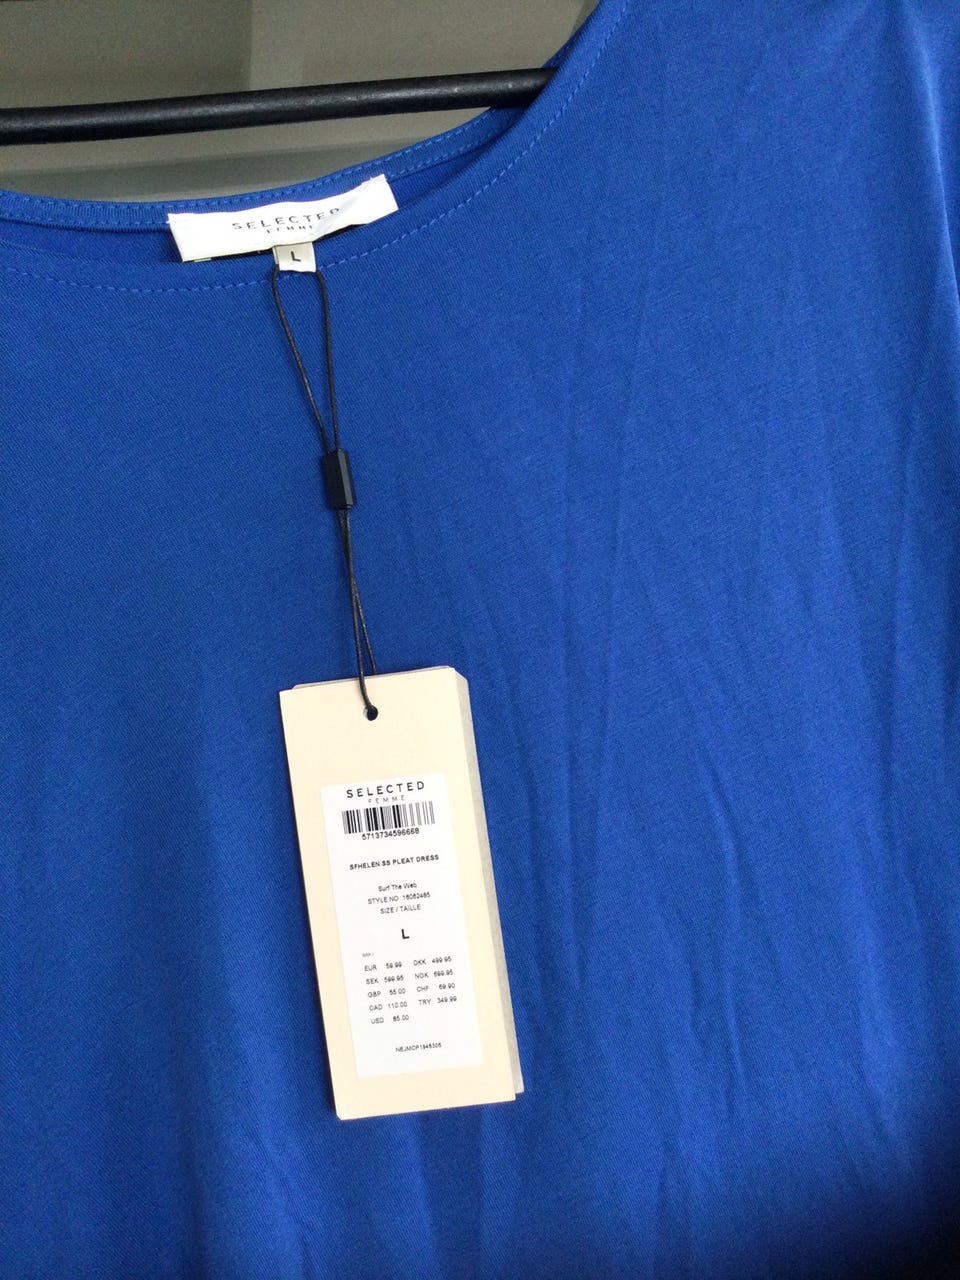 SELECTED
FEMME
L
SELECTED
FEMME
5713734596668
SFHELEN SS PLEAT DRESS
Surf The Web
STYLE NO. 16062485
SIZE / TAILLE
L
EUR 59.99 DKK 499.95
SEK 599.95 NOK 699.95
GBP 55.00 CHF 69.90
CAD 110.00 TRY 349.99
USD 85.00
NEJMCP1945305